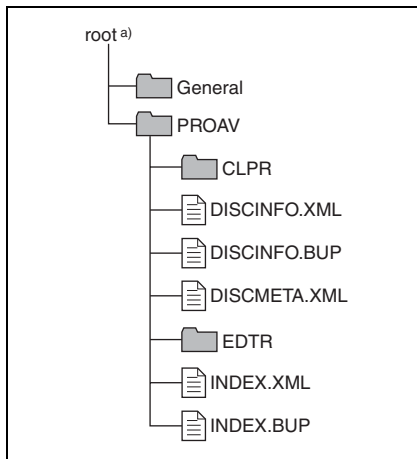 root a)
General
PROAV
CLPR
DISCINFO.XML
DISCINFO.BUP
DISCMETA.XML
EDTR
INDEX.XML
INDEX.BUP